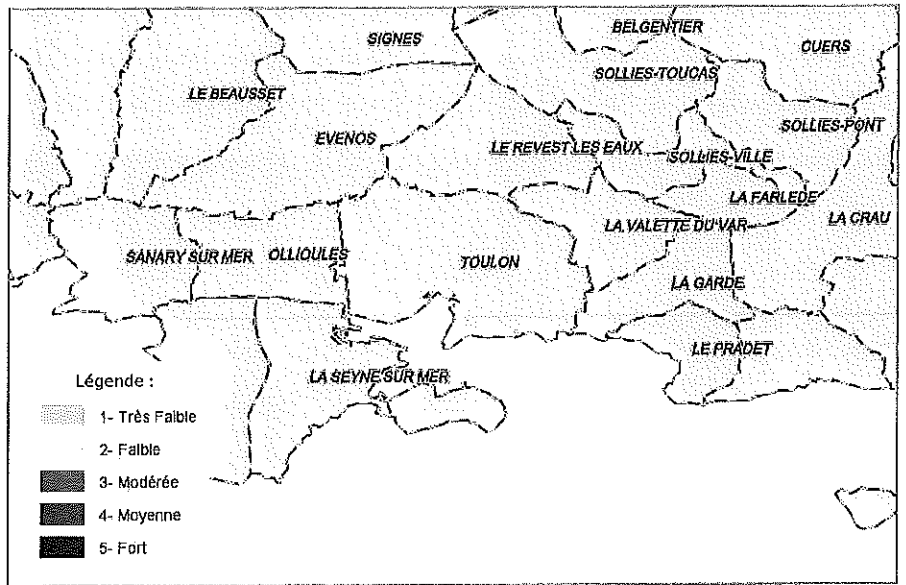 SIGNES
BELGENTIER
CUERS
SOLLIES-TOUCAS
LE BEAUSSET
SOLLIES-PONT
EVENOS
LE REVEST LES EAUX
SOLLIES-VILLE
LA FARLEDE
LA CRAU
LA VALETTE DU VAR
SANARY SUR MER
OLLIOULES
TOULON
LA GARDE
LE PRADET
LA SEYNE SUR MER
Légende :
1- Très Faible
2- Faible
3- Modérée
4- Moyenne
5- Fort